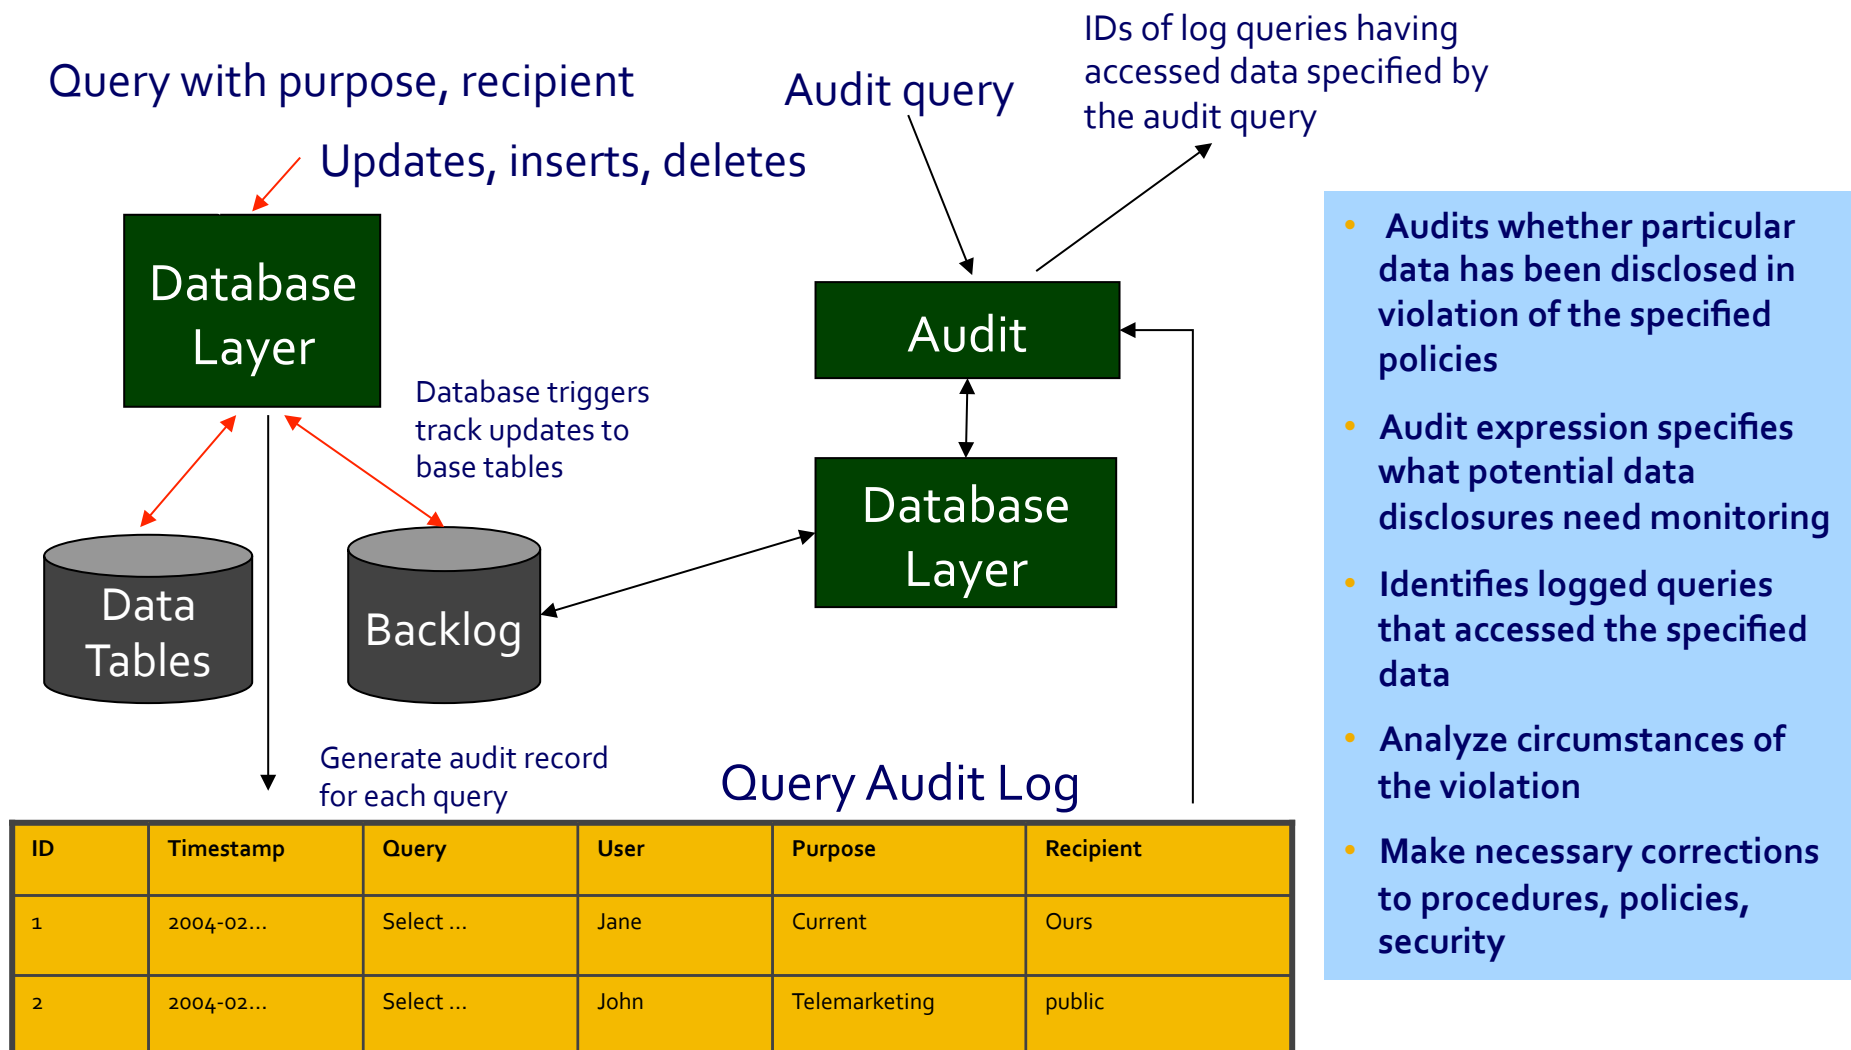 Query with purpose, recipient
Updates, inserts, deletes
Audit query
IDs of log queries having
accessed data specified by
the audit query
Database
Layer
Database triggers
track updates to
base tables
Data
Tables
Backlog
Audit
Database
Layer
Generate audit record
for each query
Query Audit Log
ID Timestamp Query User Purpose Recipient
1 2004-02... Select ... Jane Current Ours
2 2004-02... Select ... John Telemarketing public
• Audits whether particular
data has been disclosed in
violation of the specified
policies
• Audit expression specifies
what potential data
disclosures need monitoring
• Identifies logged queries
that accessed the specified
data
• Analyze circumstances of
the violation
• Make necessary corrections
to procedures, policies,
security